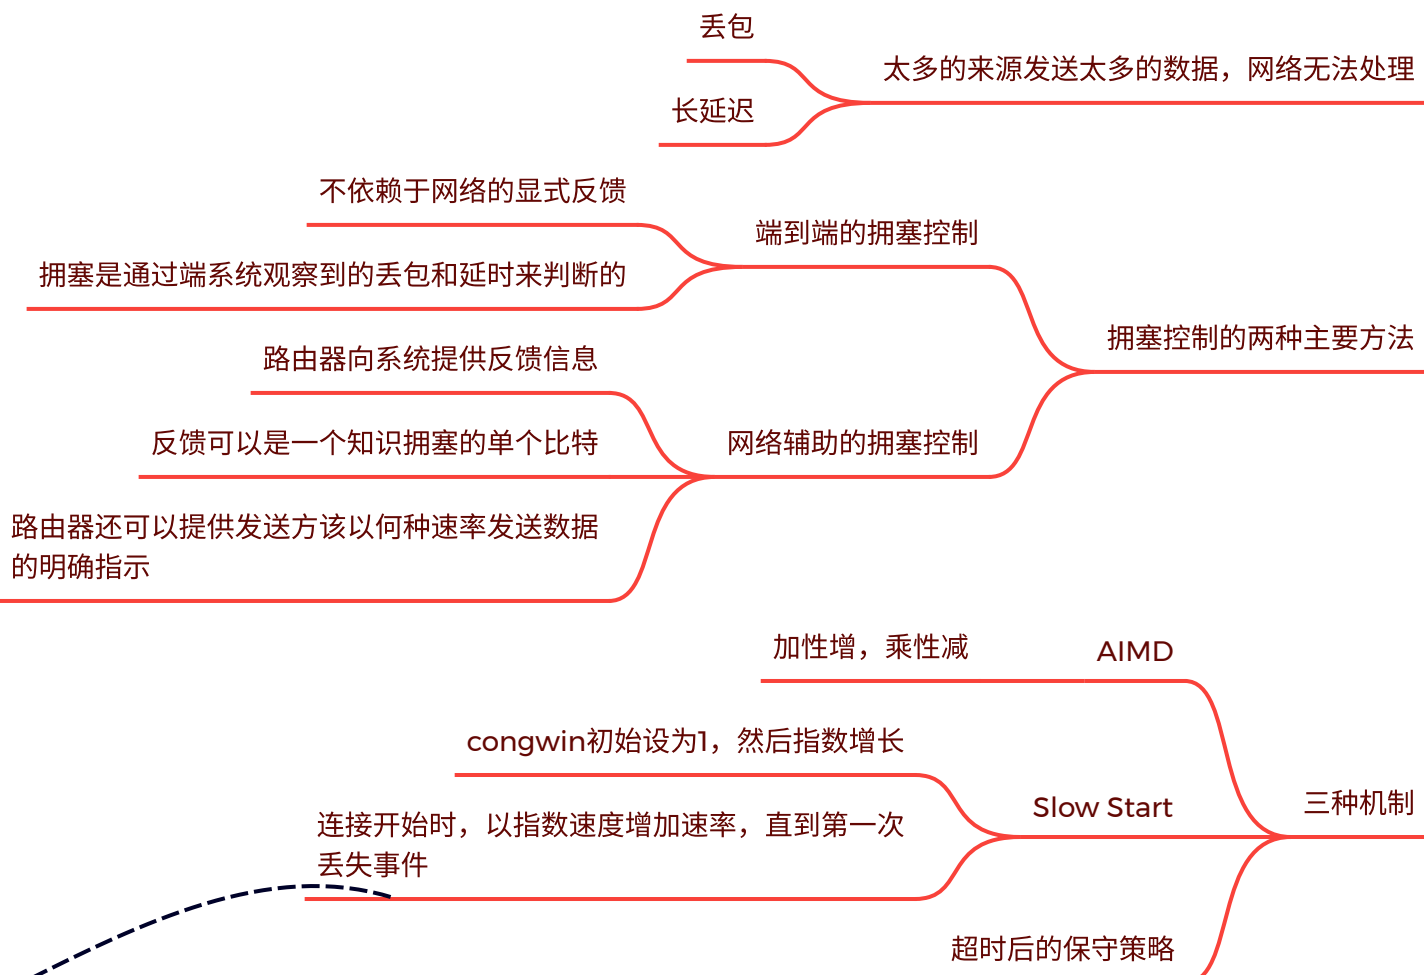 丢包
太多的来源发送太多的数据，网络无法处理
长延迟
不依赖于网络的显式反馈
端到端的拥塞控制
拥塞是通过端系统观察到的丢包和延时来判断的
拥塞控制的两种主要方法
路由器向系统提供反馈信息
反馈可以是一个知识拥塞的单个比特
网络辅助的拥塞控制
路由器还可以提供发送方该以何种速率发送数据
的明确指示
加性增，乘性减
AIMD
congwin初始设为1，然后指数增长
Slow Start
三种机制
连接开始时，以指数速度增加速率，直到第一次
丢失事件
超时后的保守策略